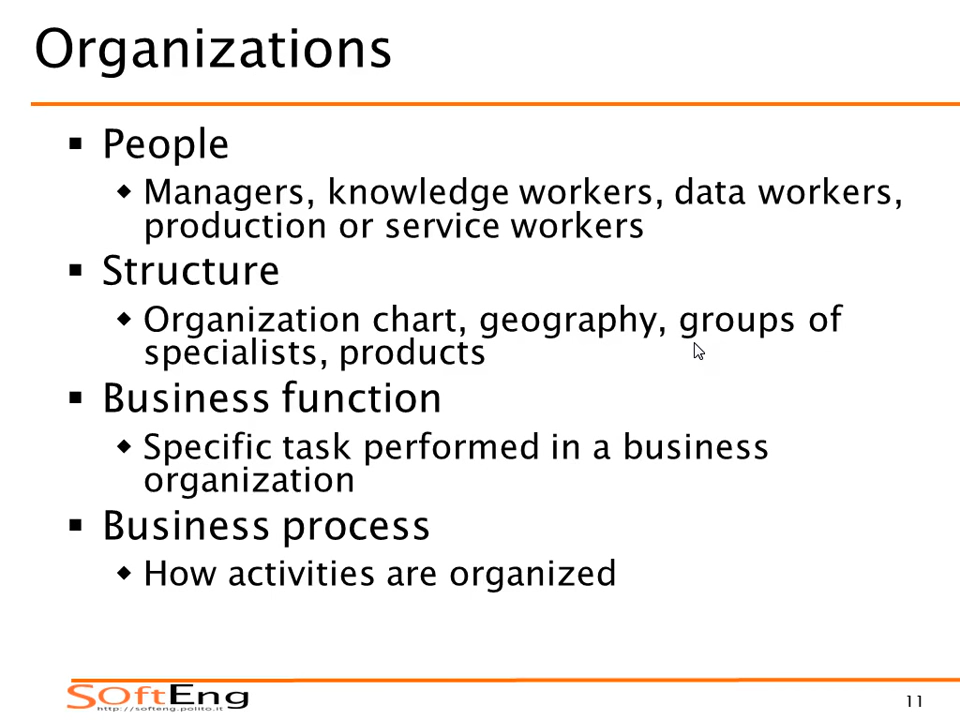 Organizations
▪ People
◆ Managers, knowledge workers, data workers,
production or service workers
▪ Structure
◆ Organization chart, geography, groups of
specialists, products
▪ Business function
◆ Specific task performed in a business
organization
▪ Business process
◆ How activities are organized
SoftEng
http://softeng.polito.it
11